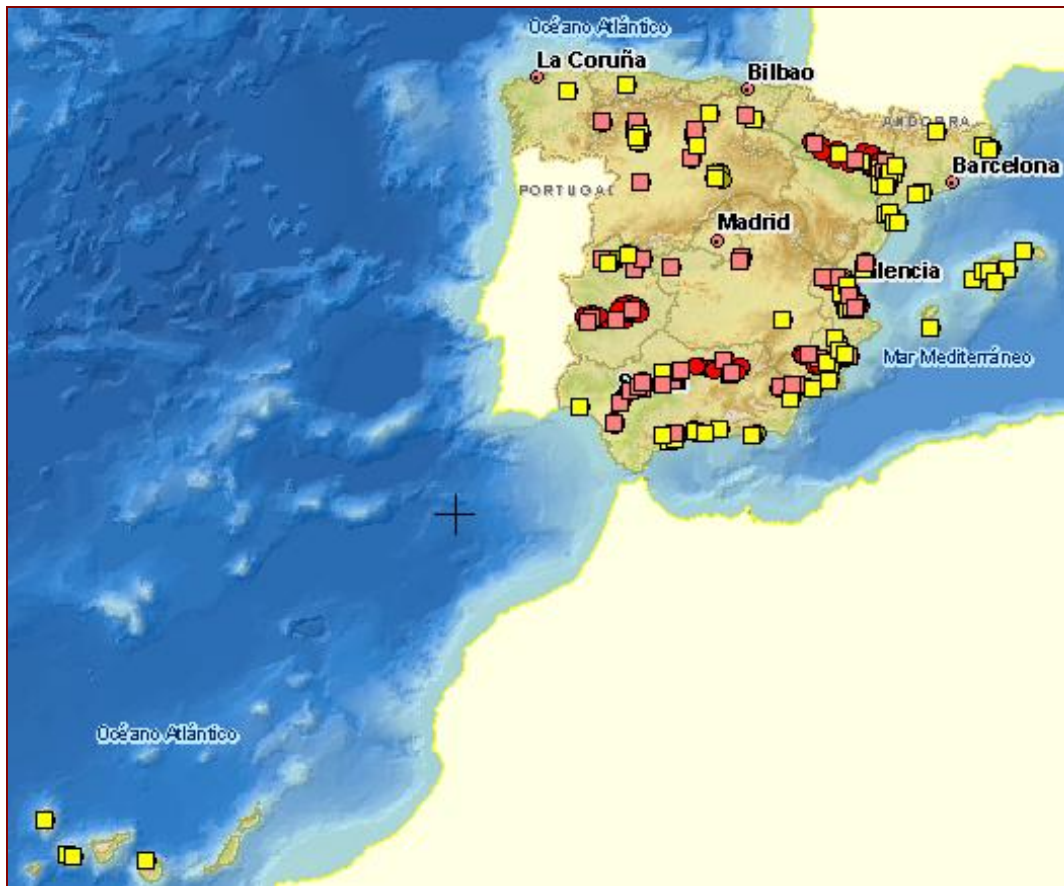 Océano Atlántico
La Coruña
Bilbao
ANDORRA
Barcelona
PORTUGAL
Madrid
alencia
Mar Mediterráneo
S
Océano Atlántico